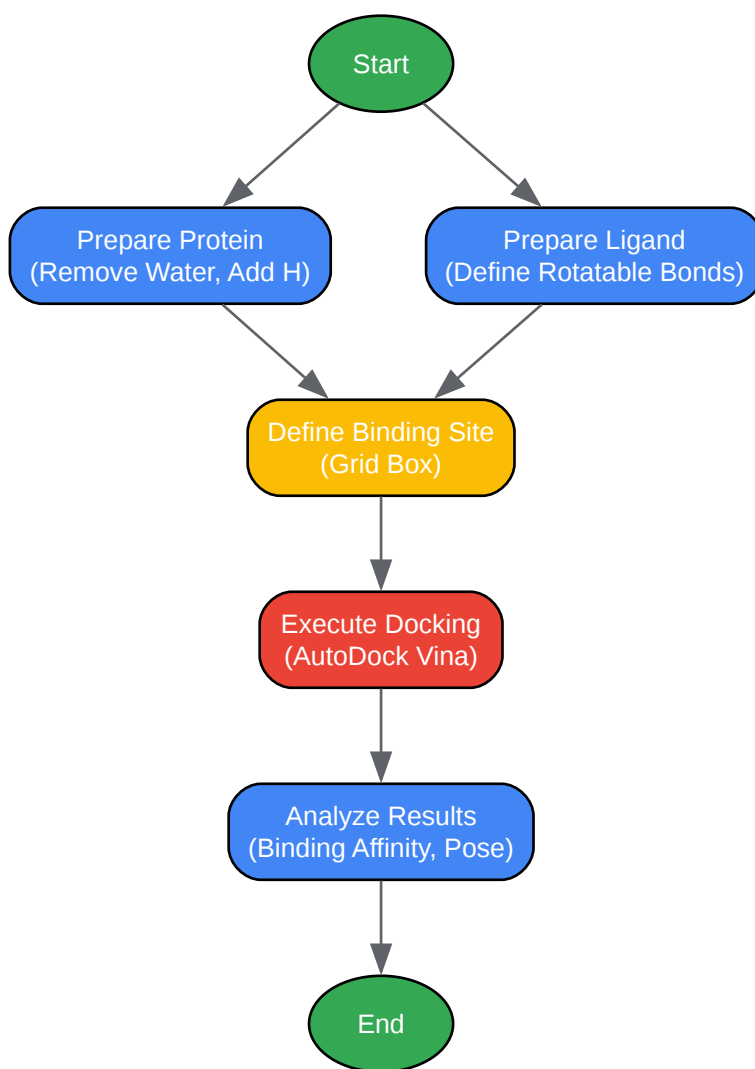 Start
Prepare Protein
(Remove Water, Add H)
Prepare Ligand
(Define Rotatable Bonds)
Define Binding Site
(Grid Box)
Execute Docking
(AutoDock Vina)
Analyze Results
(Binding Affinity, Pose)
End